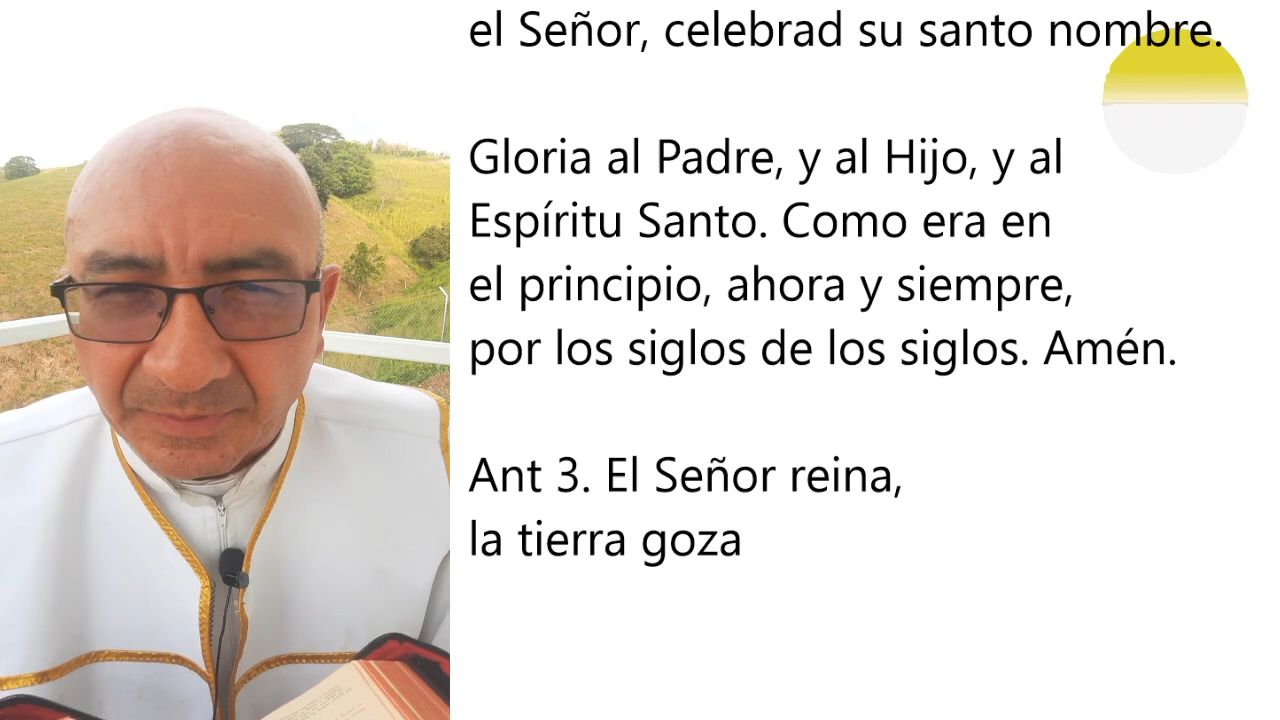 el Señor, celebrad su santo nombre.
Gloria al Padre, y al Hijo, y al
Espíritu Santo. Como era en
el principio, ahora y siempre,
por los siglos de los siglos. Amén.
Ant 3. El Señor reina,
la tierra goza